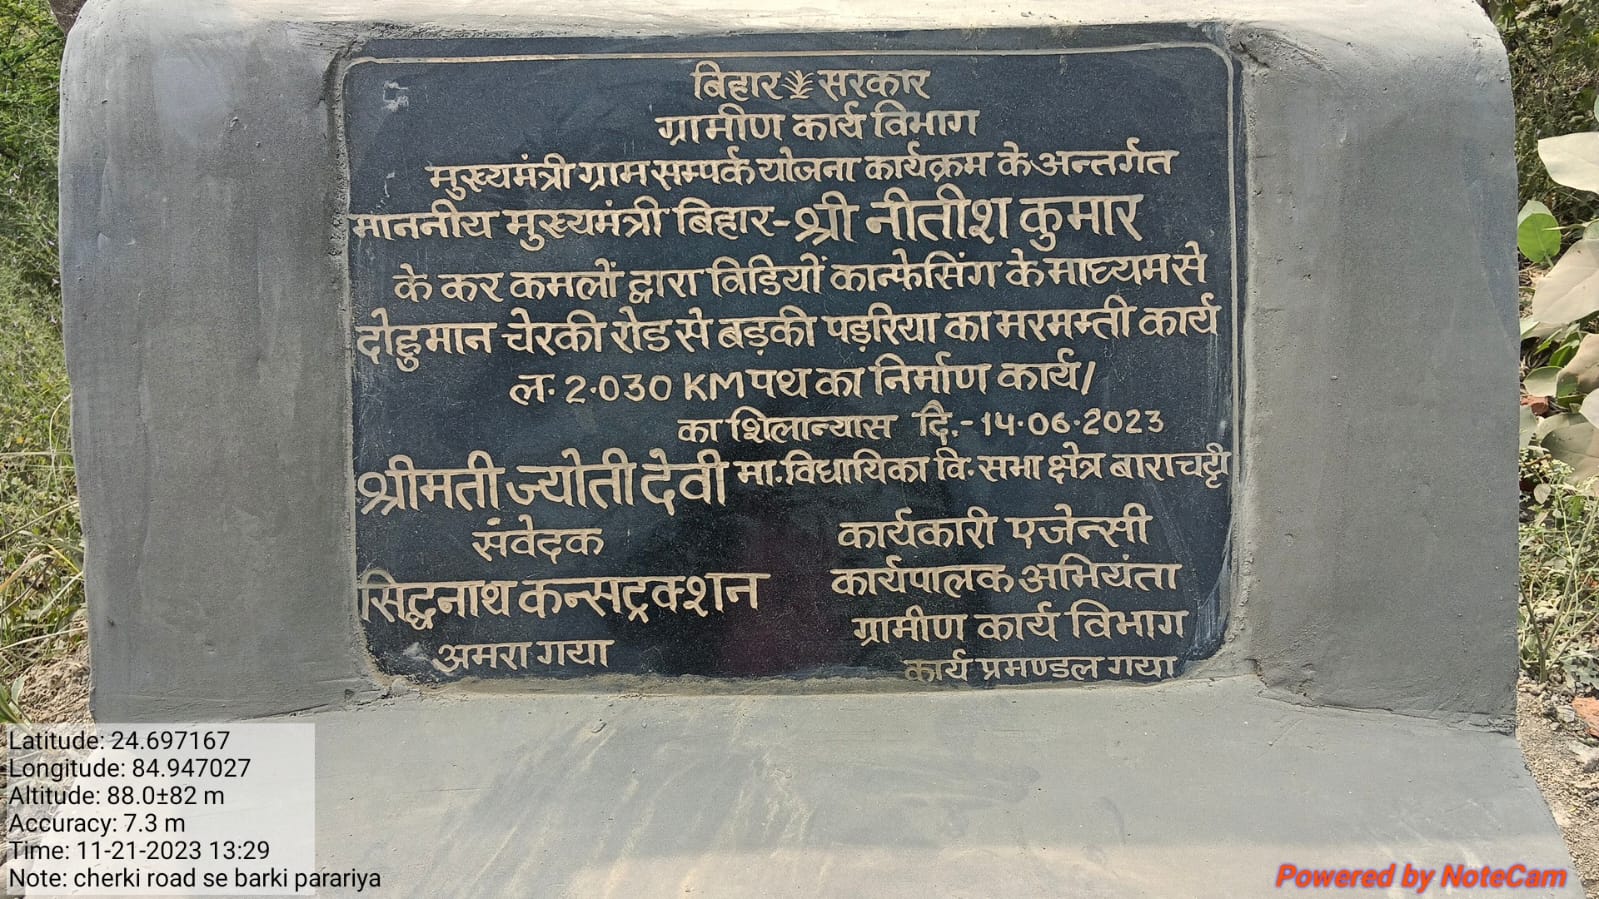 बिहार सरकार
ग्रामीण कार्य विभाग
मुख्यमंत्री ग्राम सम्पर्क योजना कार्यक्रम के अन्तर्गत
माननीय मुख्यमंत्री बिहार-श्री नीतीश कुमार
के कर कमलों द्वारा विडियों कान्फेसिंग के माध्यम से
दोहुमान चेरकी रोड से बड़की पड़रिया का मरमम्ती कार्य
ल. 2.030 KM पथ का निर्माण कार्य/
का शिलान्यास दि.-14.06.2023
श्रीमती ज्योती देवी मा. विधायिका वि. सभा क्षेत्र बाराचट्टी
संवेदक
सिद्धनाथ कन्सट्रक्शन
अमरा गया
कार्यकारी एजेन्सी
कार्यपालक अभियंता
ग्रामीण कार्य विभाग
कार्य प्रमण्डल गया
Latitude: 24.697167
Longitude: 84.947027
Altitude: 88.0±82 m
Accuracy: 7.3 m
Time: 11-21-2023 13:29
Note: cherki road se barki parariya
Powered by NoteCam